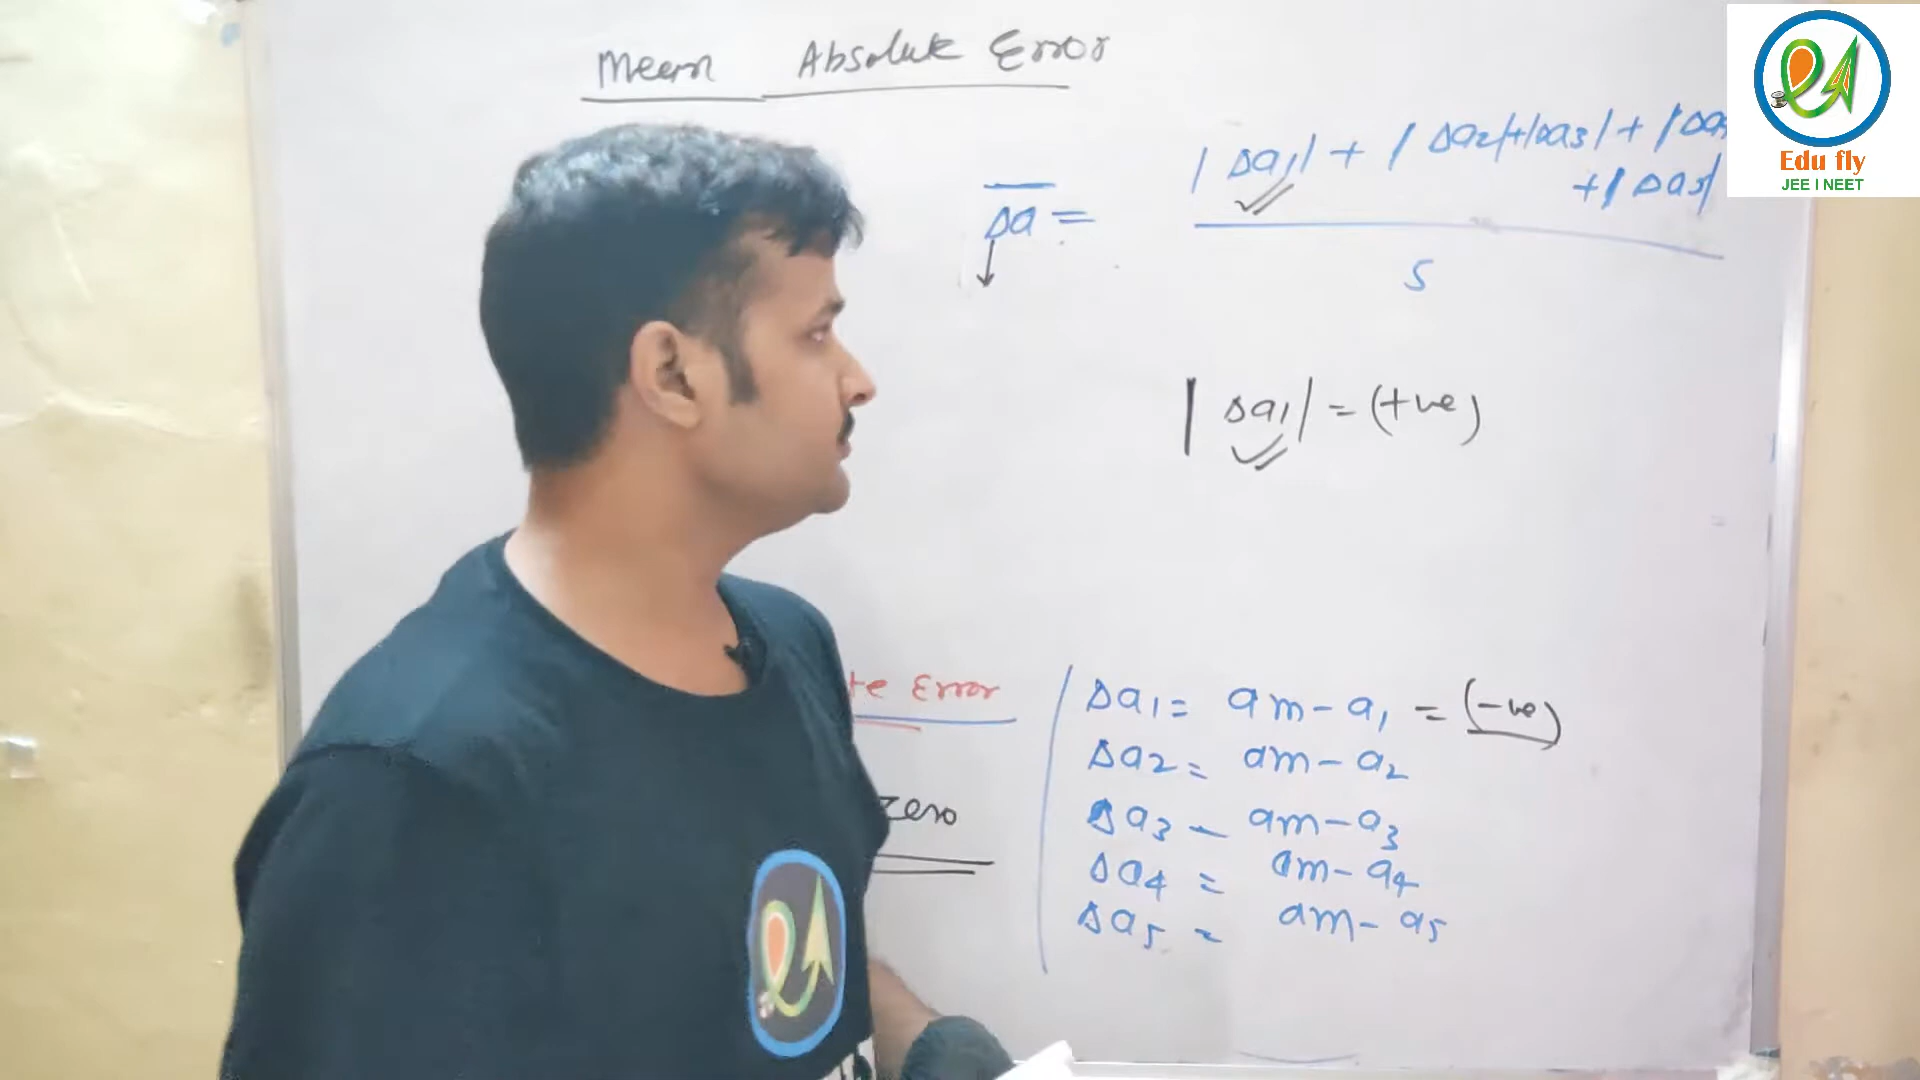 Mean Absolute Error
|Δa1| + |Δa2|+|Δa3| + |Δa
+|Δa5|
Δa =
5
|Δa1| = (+ve)
te Error
zero
Δa1 = am - a1 = (-ve)
Δa2 = am - a2
Δa3 - am - a3
Δa4 = am - a4
Δa5 = am - a5
Edu fly
JEE I NEET